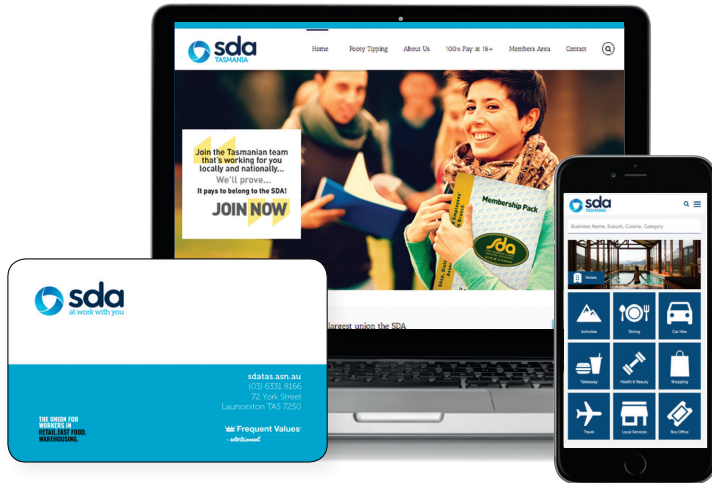 sda
TASMANIA
Home Footy Tipping About Us 100% Pay at 18+ Members Area Contact
Join the Tasmanian team
that's working for you
locally and nationally...
We'll prove...
It pays to belong to the SDA!
JOIN NOW
Membership Pack
sda
largest union the SDA
sda
TASMANIA
Business Name, Suburb, Cuisine, Category
Hotels
Activities Dining Car Hire
Takeaway Health & Beauty Shopping
Travel Local Services Box Office
sda
at work with you
sdatas.asn.au
(03) 6331 8166
72 York Street
Launceston TAS 7250
THE UNION FOR
WORKERS IN
RETAIL.FAST FOOD.
WAREHOUSING.
Frequent Values
entertainment